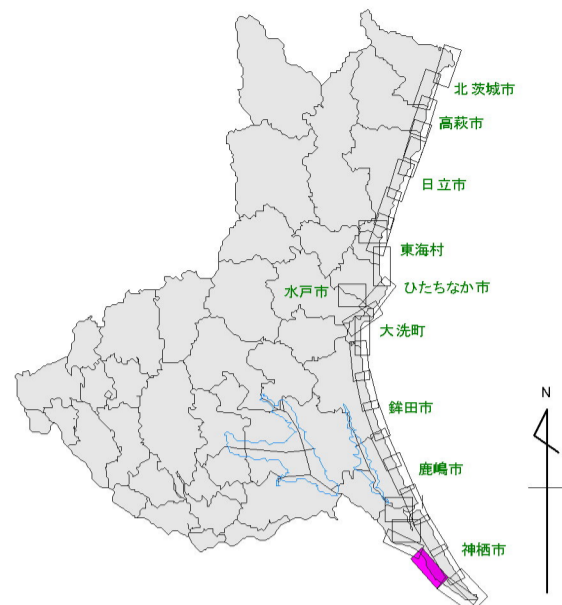 北茨城市
高萩市
日立市
東海村
水戸市
ひたちなか市
大洗町
鉾田市
N
鹿嶋市
神栖市